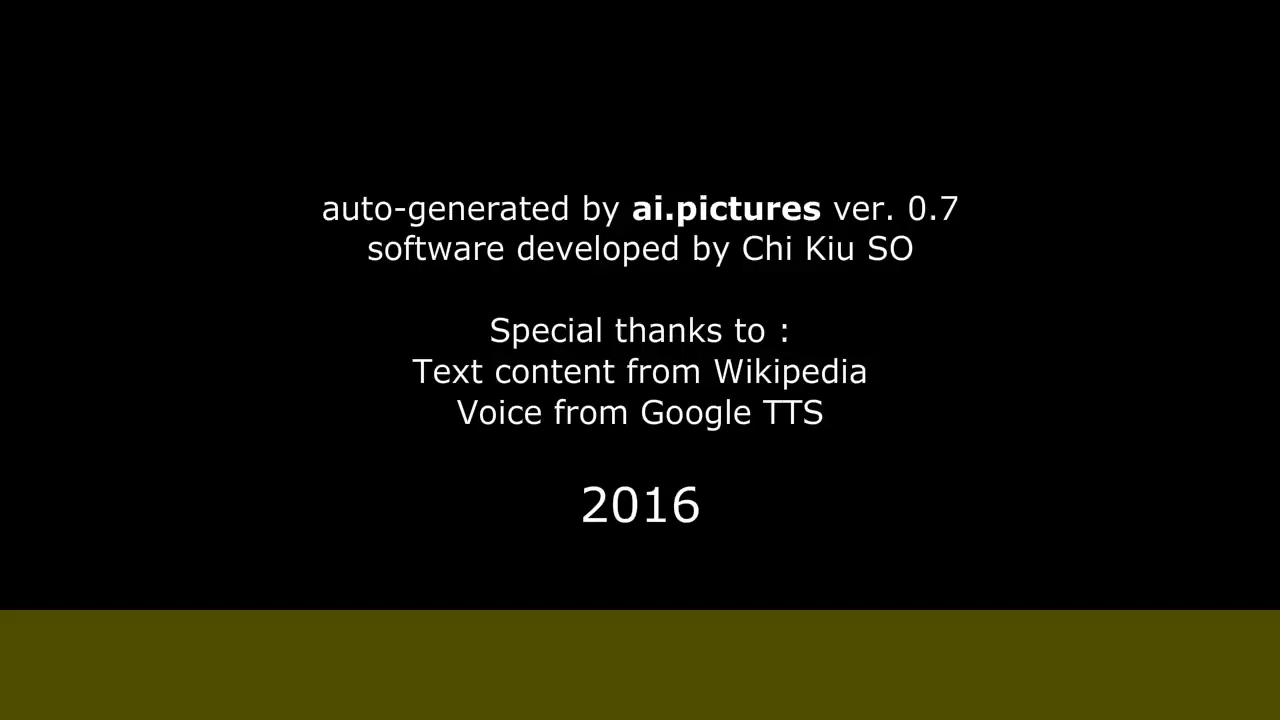 auto-generated by ai.pictures ver. 0.7
software developed by Chi Kiu SO
Special thanks to :
Text content from Wikipedia
Voice from Google TTS
2016